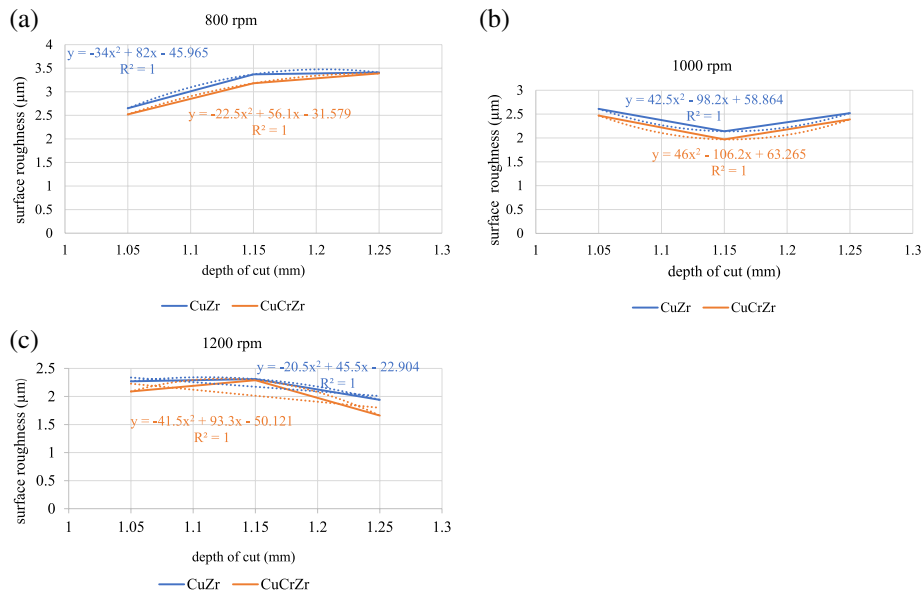 (a)
800 rpm
y = -34x² + 82x - 45.965
R² = 1
y = -22.5x² + 56.1x - 31.579
R² = 1
surface roughness (µm)
4
3.5
3
2.5
2
1.5
1
0.5
0
1 1.05 1.1 1.15 1.2 1.25 1.3
depth of cut (mm)
CuZr CuCrZr
(b)
1000 rpm
y = 42.5x² - 98.2x + 58.864
R² = 1
y = 46x² - 106.2x + 63.265
R² = 1
surface roughness (µm)
3
2.5
2
1.5
1
0.5
0
1 1.05 1.1 1.15 1.2 1.25 1.3
depth of cut (mm)
CuZr CuCrZr
(c)
1200 rpm
y = -20.5x² + 45.5x - 22.904
R² = 1
y = -41.5x² + 93.3x - 50.121
R² = 1
surface roughness (µm)
2.5
2
1.5
1
0.5
0
1 1.05 1.1 1.15 1.2 1.25 1.3
depth of cut (mm)
CuZr CuCrZr